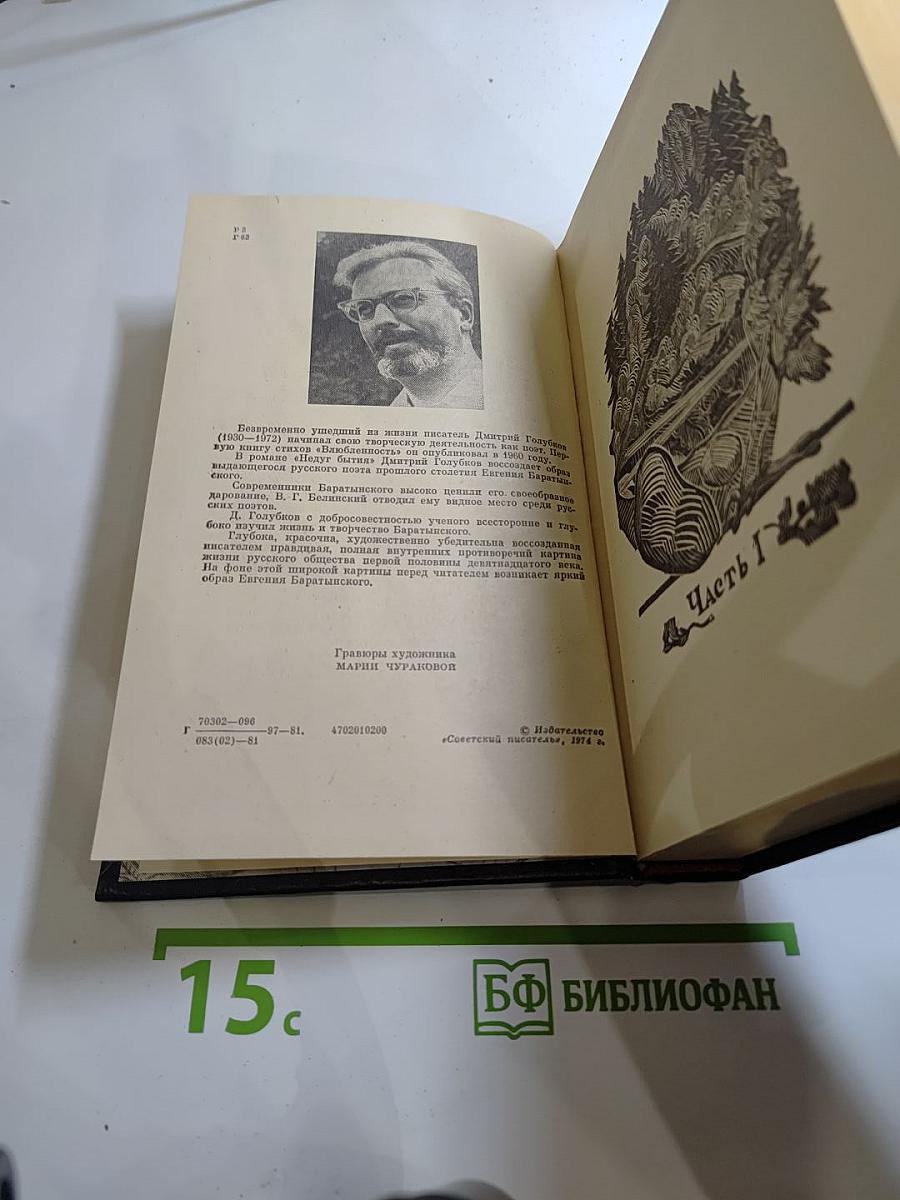 Р 2
Г 62
Безвременно ушедший из жизни писатель Дмитрий Голубков
(1930—1972) начинал свою творческую деятельность как поэт. Пер-
вую книгу стихов «Влюбленность» он опубликовал в 1960 году.
В романе «Недуг бытия» Дмитрий Голубков воссоздает образ
выдающегося русского поэта прошлого столетия Евгения Баратын-
ского.
Современники Баратынского высоко ценили его своеобразное
дарование, В. Г. Белинский отводил ему видное место среди рус-
ских поэтов.
Д. Голубков с добросовестностью ученого всесторонне и глу-
боко изучил жизнь и творчество Баратынского.
Глубока, красочна, художественно убедительна воссозданная
писателем правдивая, полная внутренних противоречий картина
жизни русского общества первой половины девятнадцатого века.
На фоне этой широкой картины перед читателем возникает яркий
образ Евгения Баратынского.
Гравюры художника
МАРИИ ЧУРАКОВОЙ
Г 70302—096
083(02)—81
97—81. 4702010200
© Издательство
«Советский писатель», 1974 г.
Часть I
15 с
БФ БИБЛИОФАН